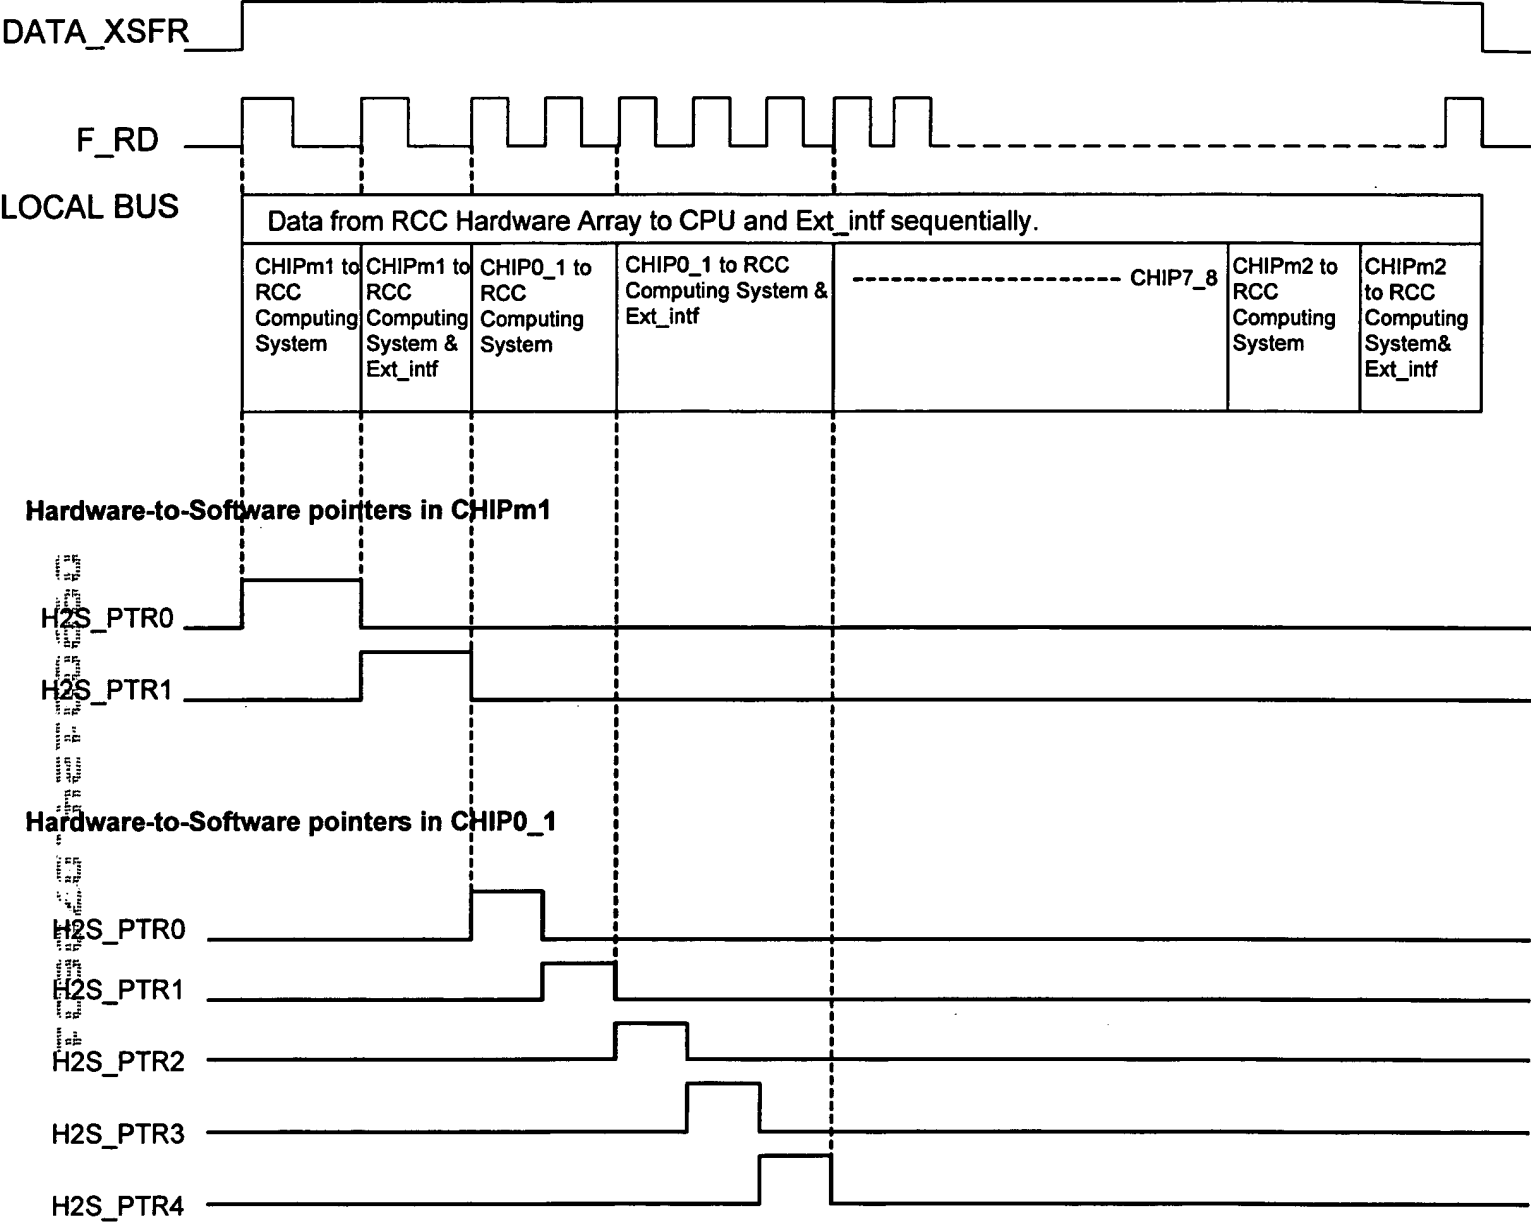 DATA_XSFR
F_RD
LOCAL BUS
Data from RCC Hardware Array to CPU and Ext_intf sequentially.
CHIPm1 to
RCC
Computing
System
CHIPm1 to
RCC
Computing
System &
Ext_intf
CHIP0_1 to
RCC
Computing
System
CHIP0_1 to RCC
Computing System &
Ext_intf
CHIP7_8
CHIPm2 to
RCC
Computing
System
CHIPm2
to RCC
Computing
System&
Ext_intf
Hardware-to-Software pointers in CHIPm1
H2S_PTR0
H2S_PTR1
Hardware-to-Software pointers in CHIP0_1
H2S_PTR0
H2S_PTR1
H2S_PTR2
H2S_PTR3
H2S_PTR4